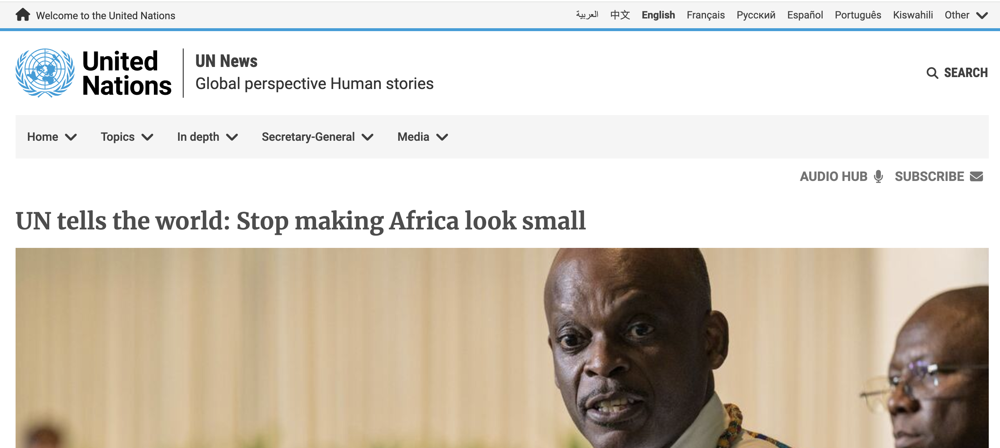 Welcome to the United Nations
العربية 中文 English Français Русский Español Português Kiswahili Other
United
Nations
UN News
Global perspective Human stories
SEARCH
Home Topics In depth Secretary-General Media
AUDIO HUB SUBSCRIBE
UN tells the world: Stop making Africa look small